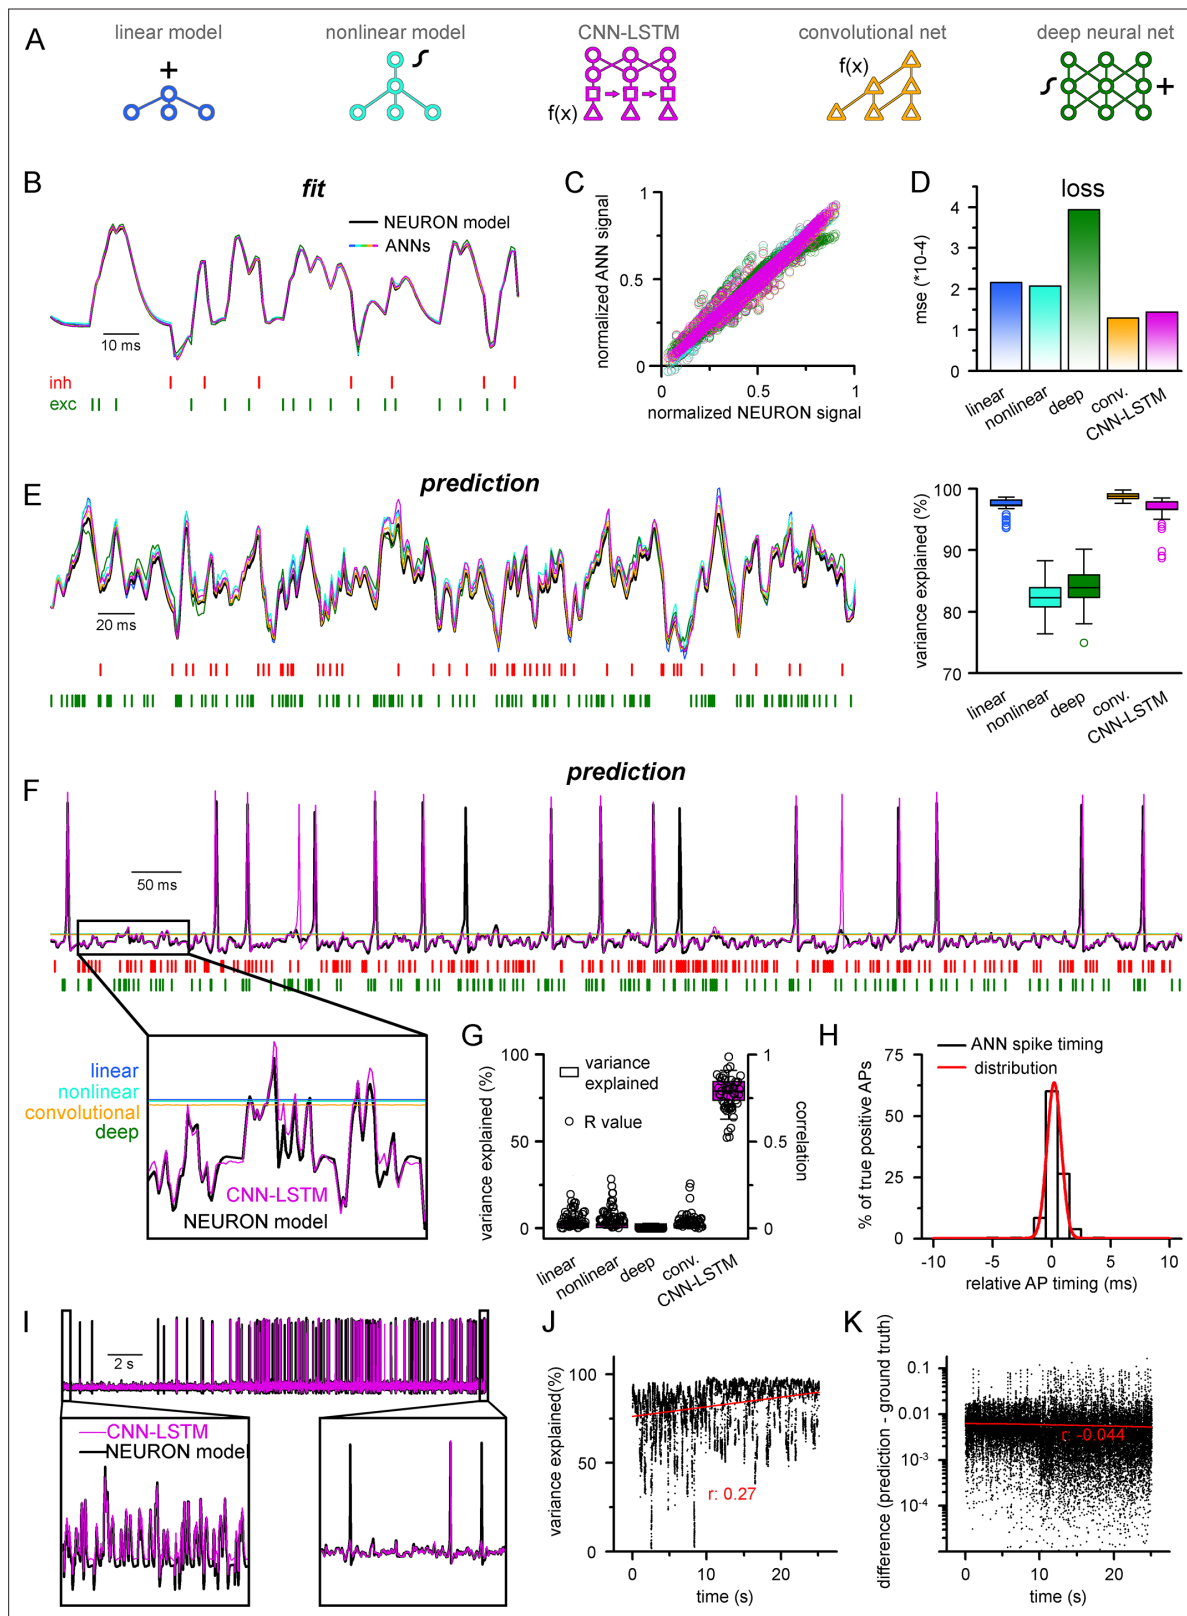 A
linear model
nonlinear model
CNN-LSTM
convolutional net
deep neural net
+
f(x)
f(x)
+
B
fit
NEURON model
ANNs
10 ms
inh
exc
C
normalized ANN signal
1
0.5
0
0
0.5
1
normalized NEURON signal
D
loss
mse (*10-4)
4
3
2
1
0
linear
nonlinear
deep
conv.
CNN-LSTM
E
prediction
20 ms
variance explained (%)
100
90
80
70
linear
nonlinear
deep
conv.
CNN-LSTM
F
prediction
50 ms
linear
nonlinear
convolutional
deep
CNN-LSTM
NEURON model
G
variance explained (%)
100
50
0
variance
explained
R value
1
0.5
0
correlation
linear
nonlinear
deep
conv.
CNN-LSTM
H
ANN spike timing
distribution
% of true positive APs
75
50
25
0
-10
-5
0
5
10
relative AP timing (ms)
I
2 s
CNN-LSTM
NEURON model
J
variance explained(%)
100
50
0
r: 0.27
0
10
20
time (s)
K
difference (prediction - ground truth)
0.1
0.01
10-3
10-4
r: -0.044
0
10
20
time (s)